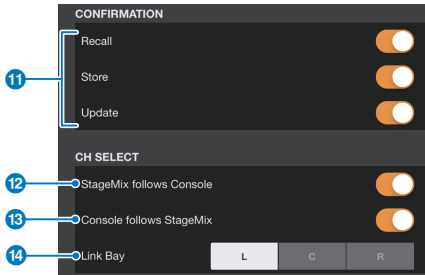 CONFIRMATION
Recall
11
Store
Update
CH SELECT
12 StageMix follows Console
13 Console follows StageMix
14 Link Bay L C R